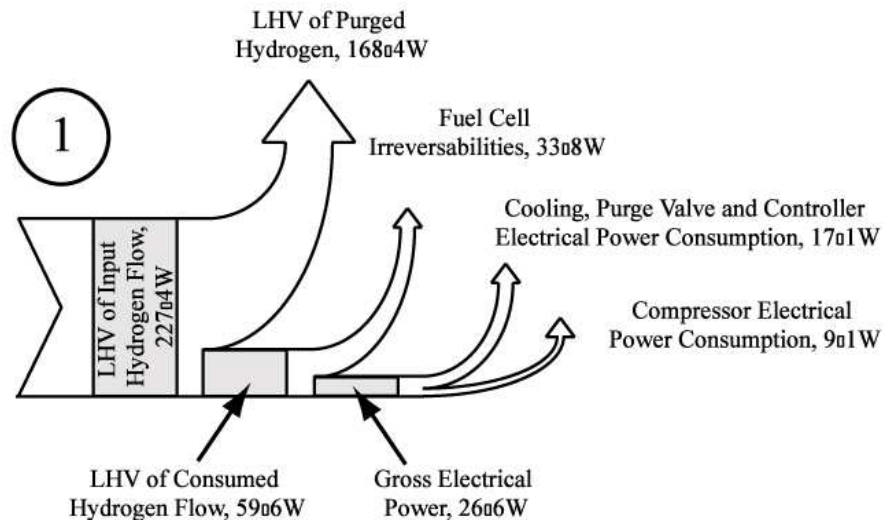 LHV of Purged
Hydrogen, 168▯4W
1
Fuel Cell
Irreversabilities, 33▯8W
Cooling, Purge Valve and Controller
Electrical Power Consumption, 17▯1W
LHV of Input
Hydrogen Flow,
227▯4W
Compressor Electrical
Power Consumption, 9▯1W
LHV of Consumed
Hydrogen Flow, 59▯6W
Gross Electrical
Power, 26▯6W